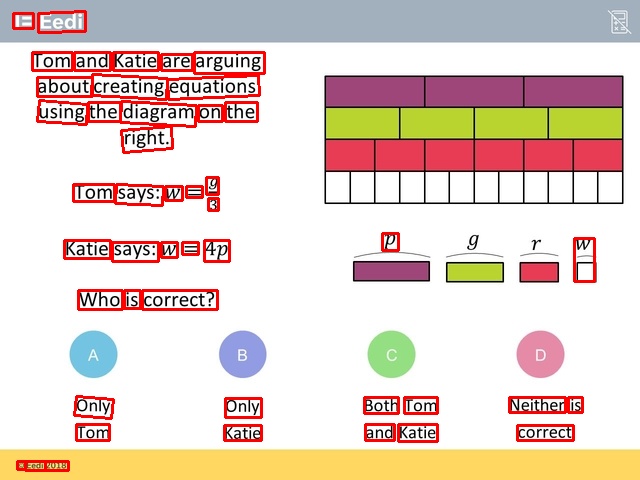 Eedi
Tom and Katie are arguing
about creating equations
using the diagram on the
right.
Tom says: w = g/3
Katie says: w = 4p
Who is correct?
p g r w
A B C D
Only Tom
Only Katie
Both Tom and Katie
Neither is correct
© Eedi 2018